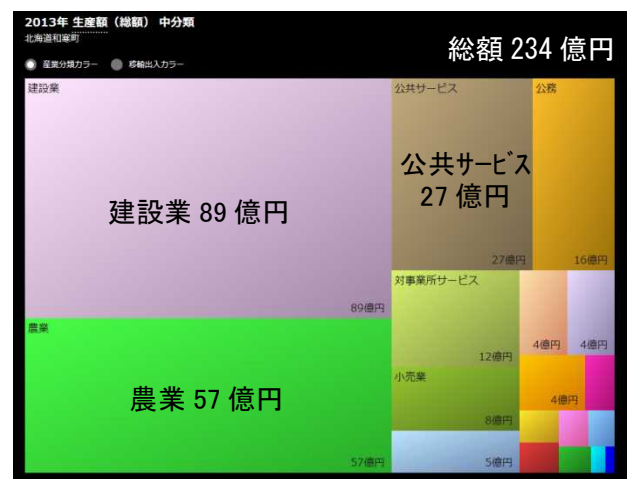 2013年 生産額（総額） 中分類
北海道和寒町
総額 234 億円
産業分類カラー 移輸出入カラー
建設業
建設業 89 億円
89億円
農業
農業 57 億円
57億円
公共サービス
公共サービス
27 億円
27億円
公務
16億円
対事業所サービス
12億円
小売業
8億円
5億円
4億円
4億円
4億円